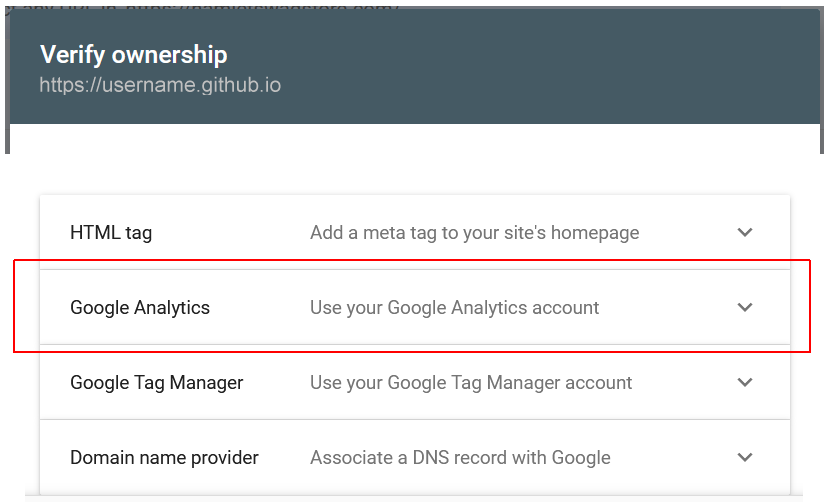 Verify ownership
https://username.github.io
HTML tag Add a meta tag to your site's homepage
Google Analytics Use your Google Analytics account
Google Tag Manager Use your Google Tag Manager account
Domain name provider Associate a DNS record with Google